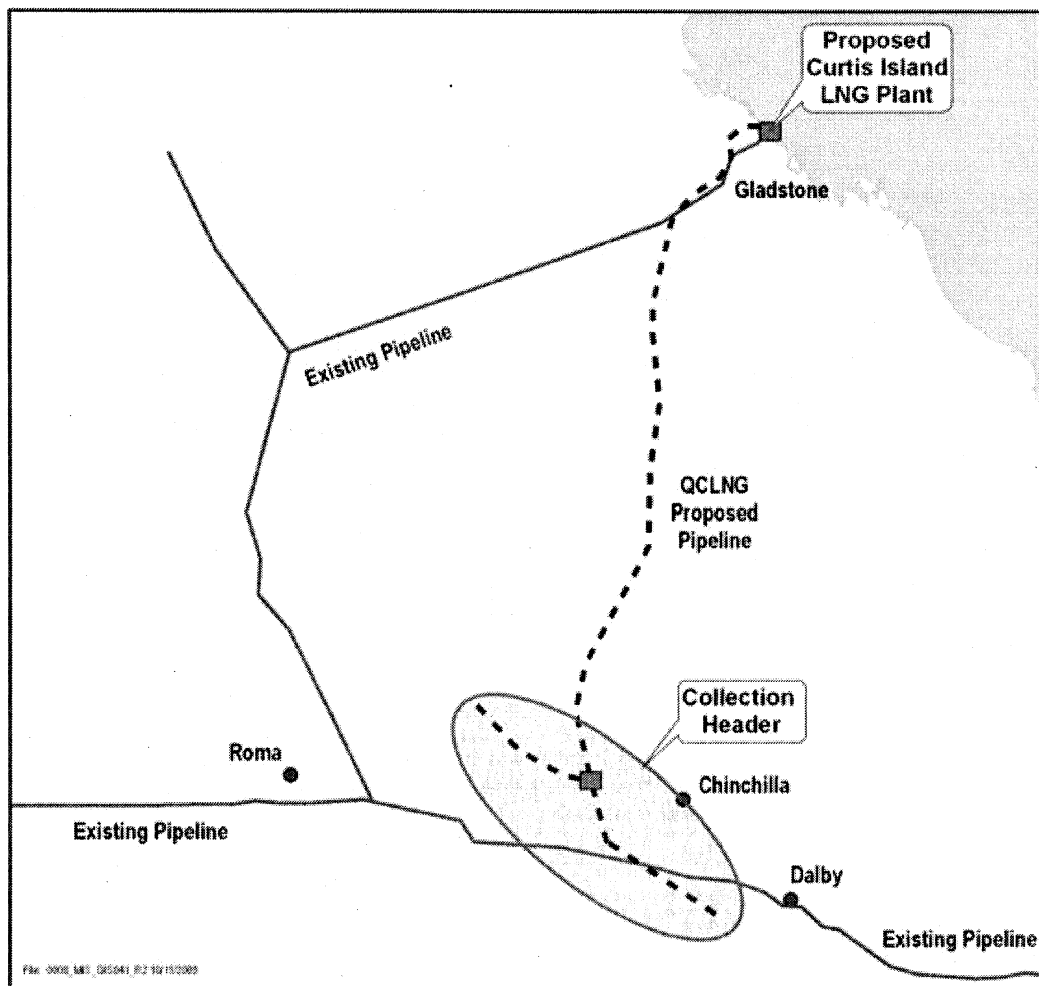 Proposed
Curtis Island
LNG Plant
Gladstone
Existing Pipeline
QCLNG
Proposed
Pipeline
Collection
Header
Roma
Chinchilla
Existing Pipeline
Dalby
Existing Pipeline